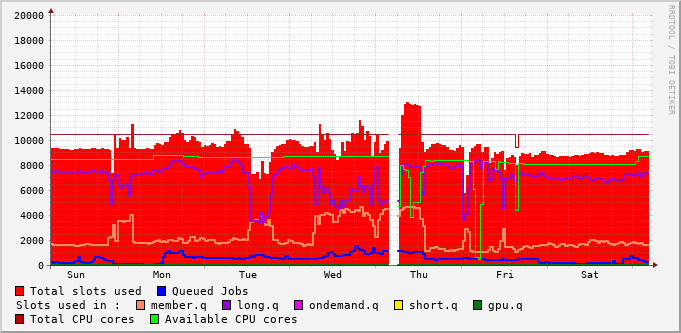 RRDTOOL / TOBI OETIKER
20000
18000
16000
14000
12000
10000
8000
6000
4000
2000
0
Sun Mon Tue Wed Thu Fri Sat
Total slots used Queued Jobs
Slots used in : member.q long.q ondemand.q short.q gpu.q
Total CPU cores Available CPU cores